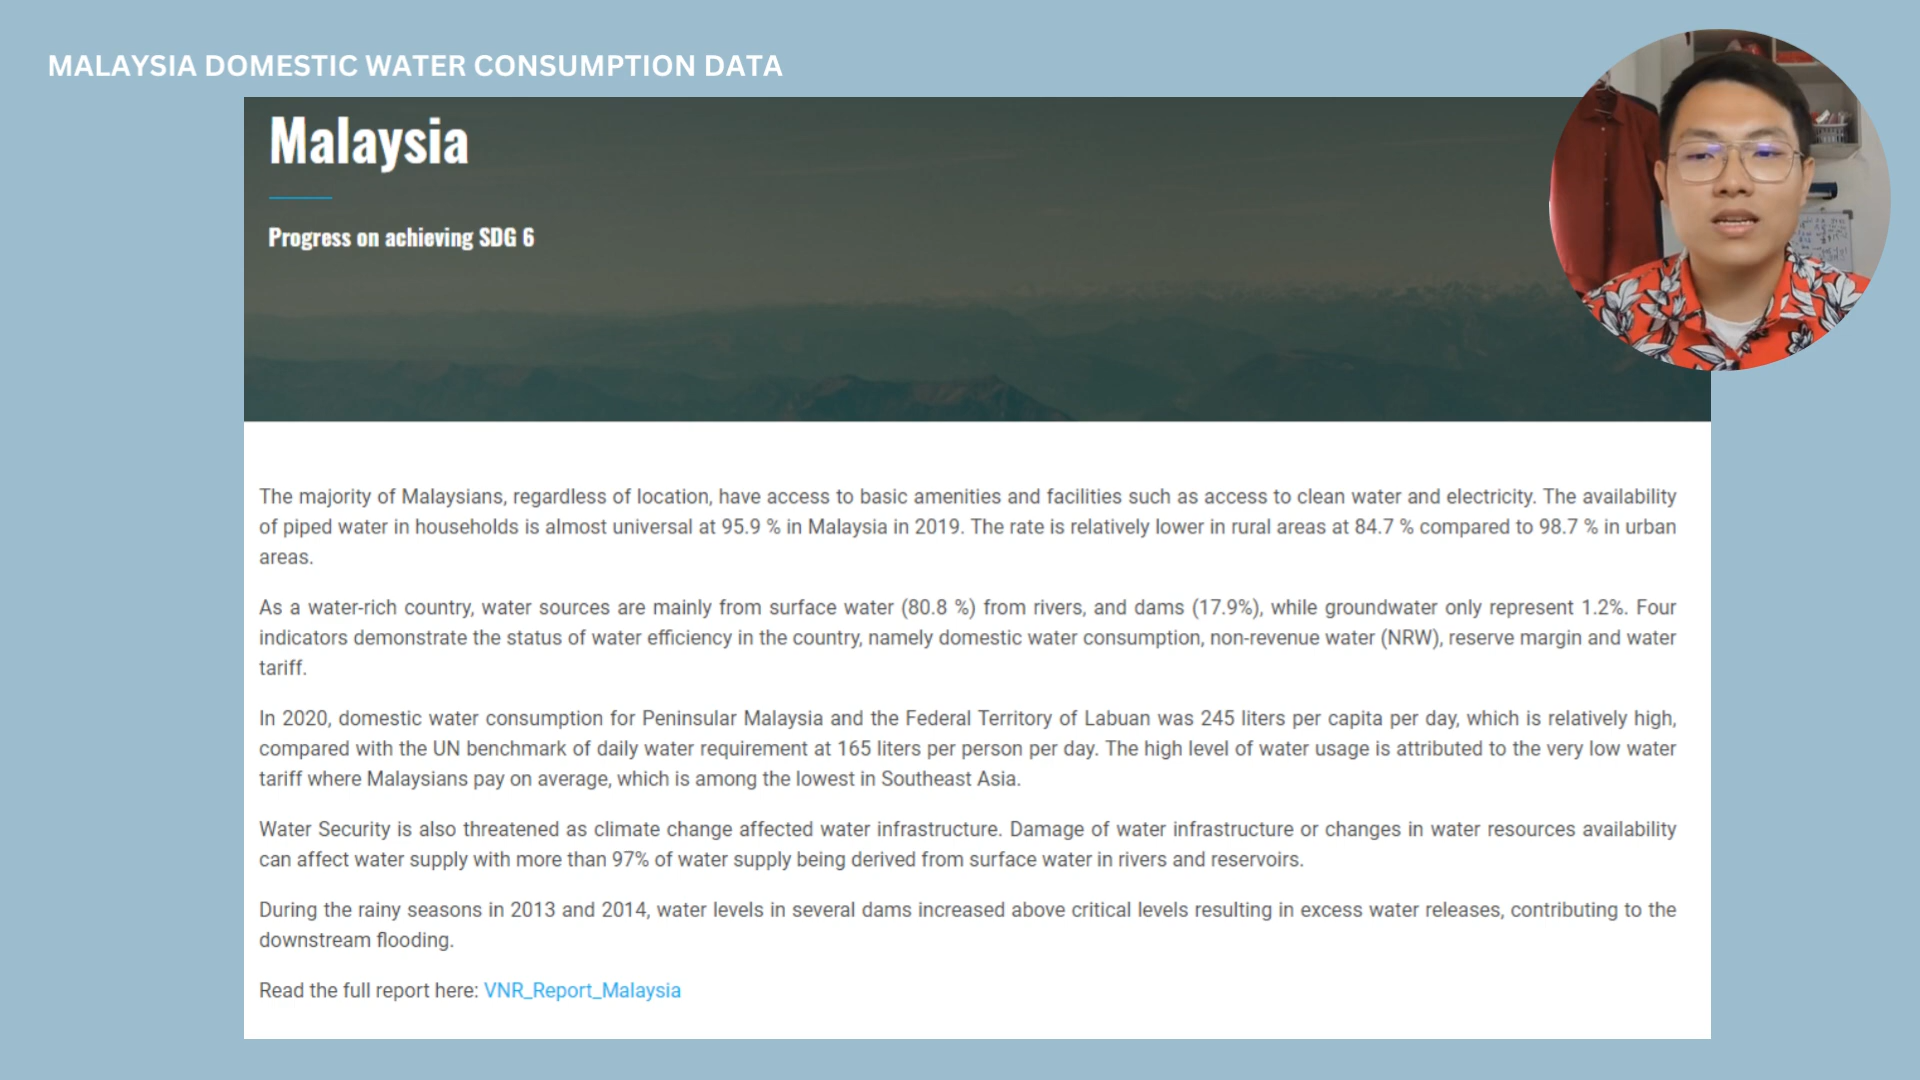 MALAYSIA DOMESTIC WATER CONSUMPTION DATA
Malaysia
Progress on achieving SDG 6
The majority of Malaysians, regardless of location, have access to basic amenities and facilities such as access to clean water and electricity. The availability
of piped water in households is almost universal at 95.9 % in Malaysia in 2019. The rate is relatively lower in rural areas at 84.7 % compared to 98.7 % in urban
areas.
As a water-rich country, water sources are mainly from surface water (80.8 %) from rivers, and dams (17.9%), while groundwater only represent 1.2%. Four
indicators demonstrate the status of water efficiency in the country, namely domestic water consumption, non-revenue water (NRW), reserve margin and water
tariff.
In 2020, domestic water consumption for Peninsular Malaysia and the Federal Territory of Labuan was 245 liters per capita per day, which is relatively high,
compared with the UN benchmark of daily water requirement at 165 liters per person per day. The high level of water usage is attributed to the very low water
tariff where Malaysians pay on average, which is among the lowest in Southeast Asia.
Water Security is also threatened as climate change affected water infrastructure. Damage of water infrastructure or changes in water resources availability
can affect water supply with more than 97% of water supply being derived from surface water in rivers and reservoirs.
During the rainy seasons in 2013 and 2014, water levels in several dams increased above critical levels resulting in excess water releases, contributing to the
downstream flooding.
Read the full report here: VNR_Report_Malaysia